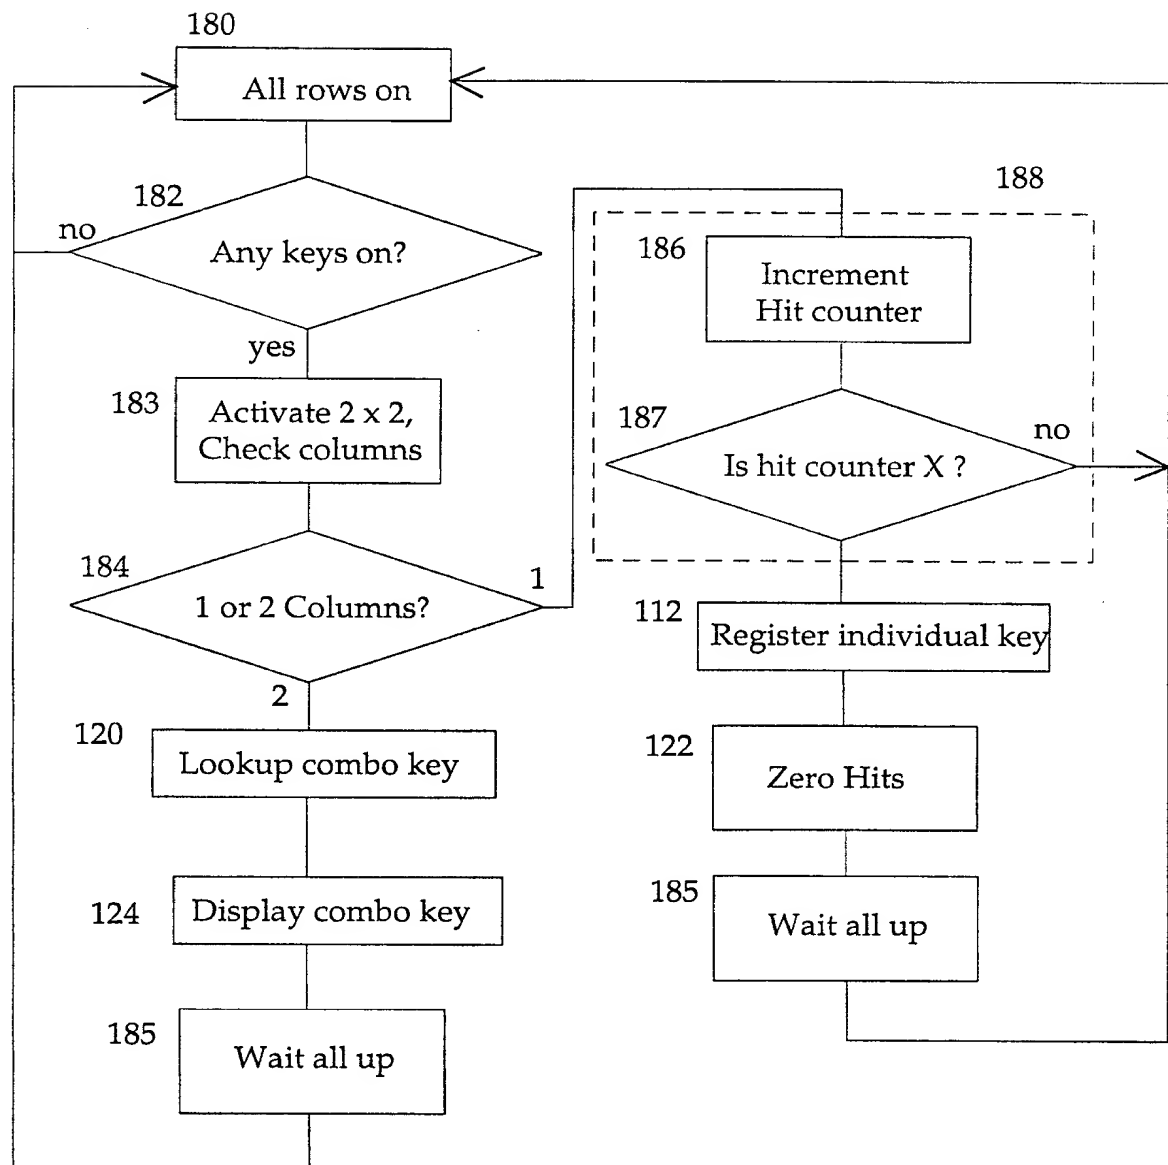 180
All rows on
182
no
Any keys on?
yes
183
Activate 2 x 2,
Check columns
184
1 or 2 Columns?
1
2
120
Lookup combo key
124
Display combo key
185
Wait all up
188
186
Increment
Hit counter
187
no
Is hit counter X ?
112
Register individual key
122
Zero Hits
185
Wait all up